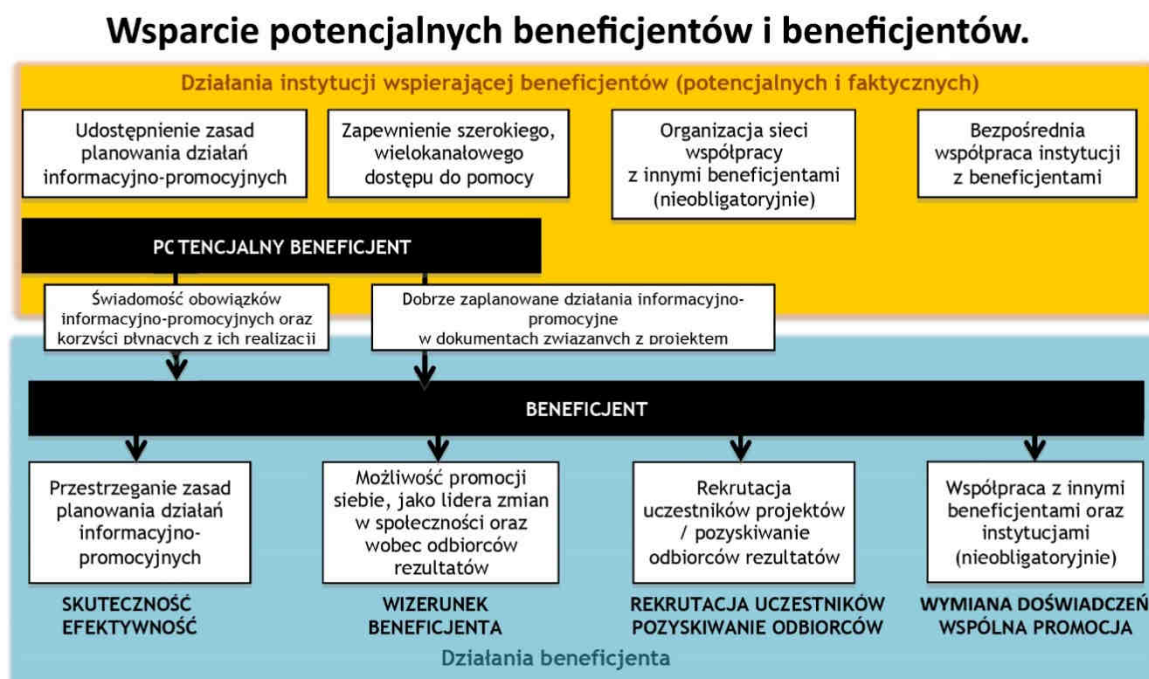 Wsparcie potencjalnych beneficjentów i beneficjentów.
Działania instytucji wspierającej beneficjentów (potencjalnych i faktycznych)
Udostępnienie zasad
planowania działań
informacyjno-promocyjnych
Zapewnienie szerokiego,
wielokanałowego
dostępu do pomocy
Organizacja sieci
współpracy
z innymi beneficjentami
(nieobligatoryjnie)
Bezpośrednia
współpraca instytucji
z beneficjentami
POTENCJALNY BENEFICJENT
Świadomość obowiązków
informacyjno-promocyjnych oraz
korzyści płynących z ich realizacji
Dobrze zaplanowane działania informacyjno-
promocyjne
w dokumentach związanych z projektem
BENEFICJENT
Przestrzeganie zasad
planowania działań
informacyjno-
promocyjnych
Możliwość promocji
siebie, jako lidera zmian
w społeczności oraz
wobec odbiorców
rezultatów
Rekrutacja
uczestników projektów
/ pozyskiwanie
odbiorców rezultatów
Współpraca z innymi
beneficjentami oraz
instytucjami
(nieobligatoryjnie)
SKUTECZNOŚĆ
EFEKTYWNOŚĆ
WIZERUNEK
BENEFICJENTA
REKRUTACJA UCZESTNIKÓW
POZYSKIWANIE ODBIORCÓW
WYMIANA DOŚWIADCZEŃ
WSPÓLNA PROMOCJA
Działania beneficjenta